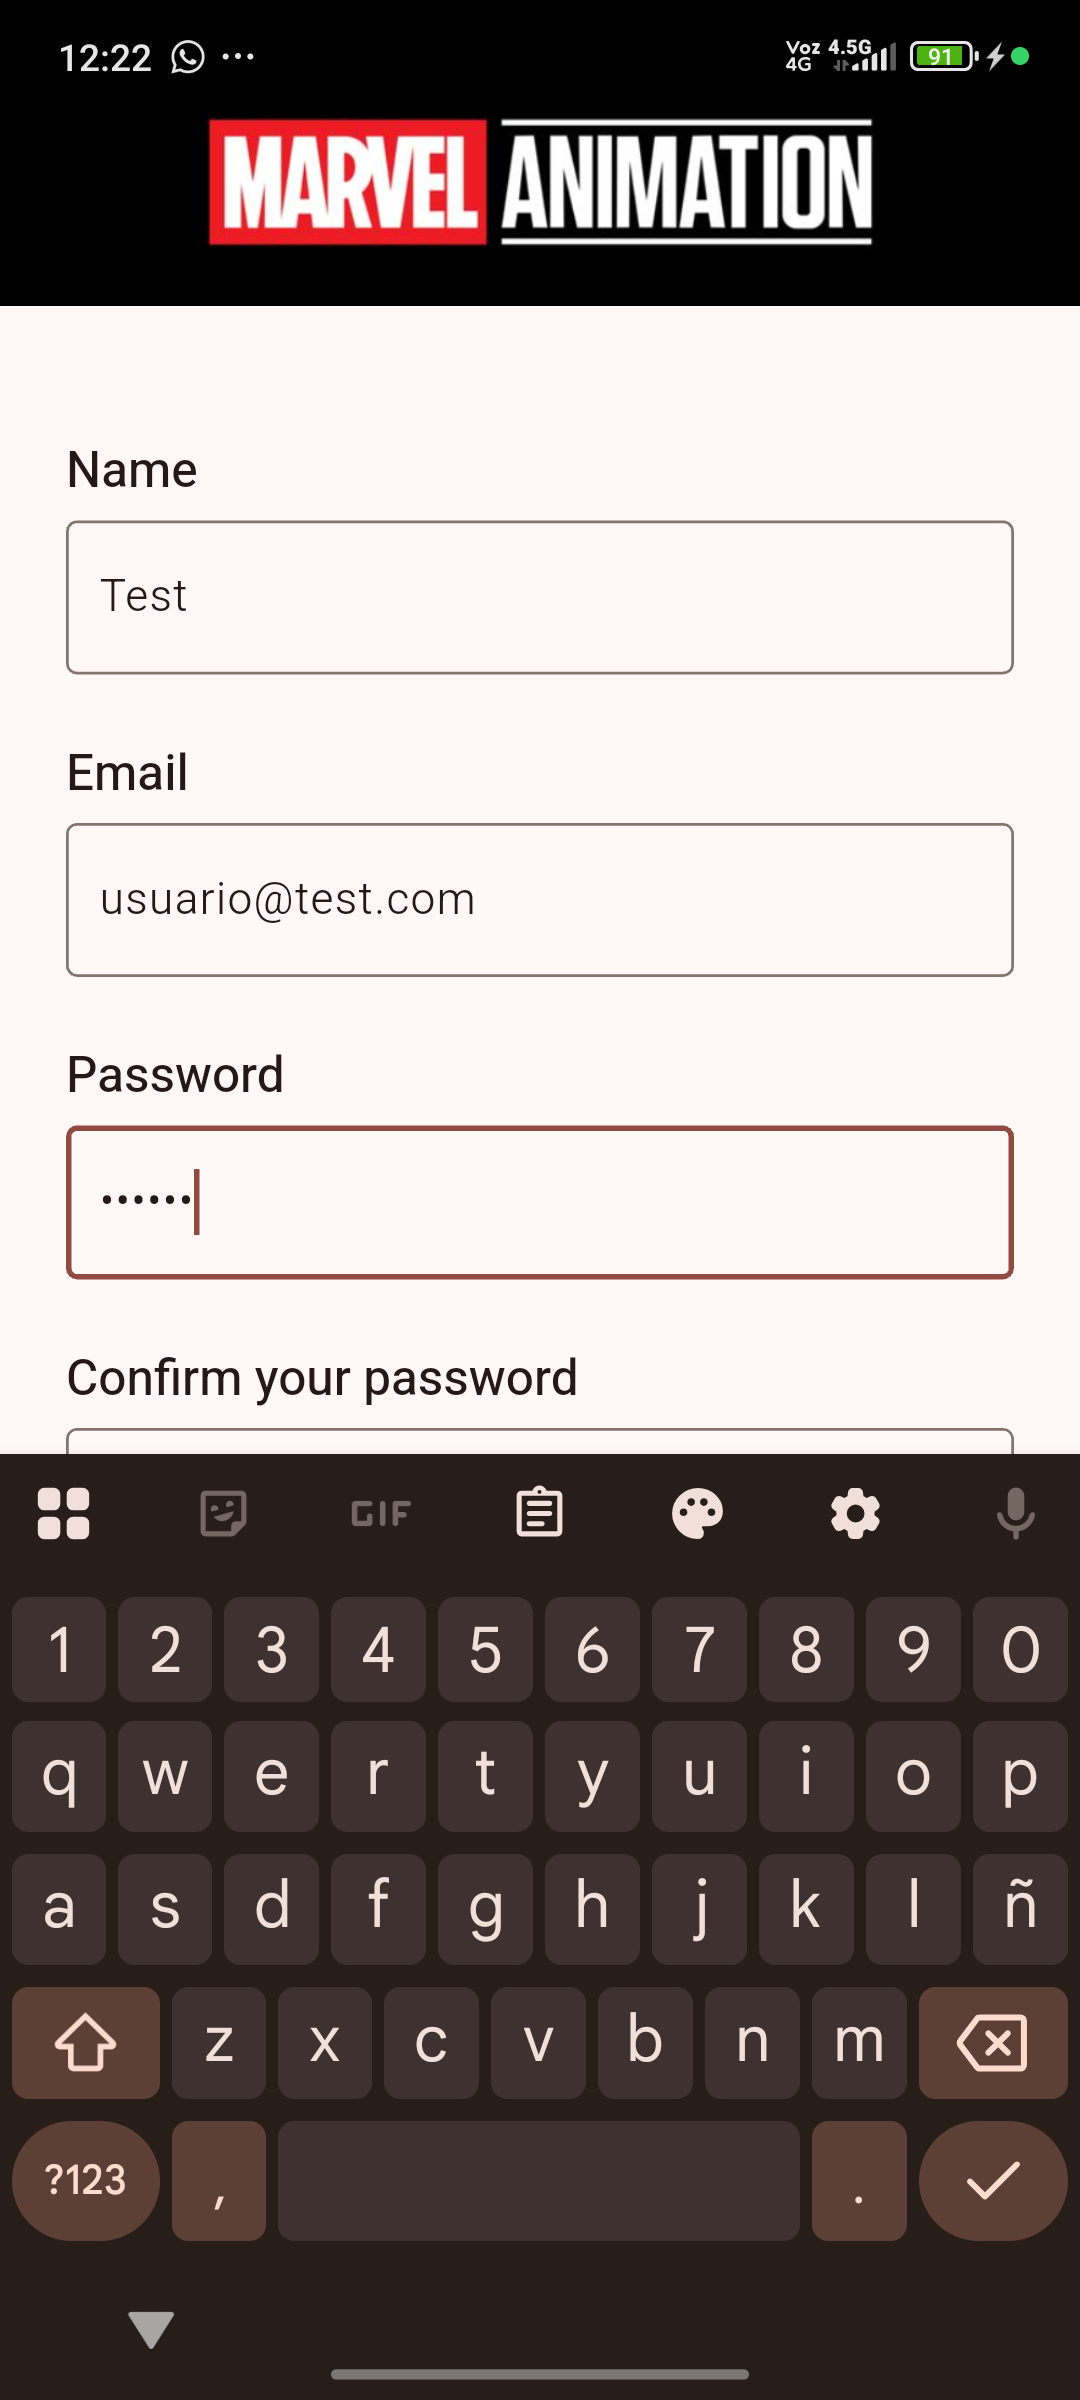 12:22 ... Voz 4G 4.5G 91
MARVEL ANIMATION
Name
Test
Email
usuario@test.com
Password
••••••
Confirm your password
GIF
1 2 3 4 5 6 7 8 9 0
q w e r t y u i o p
a s d f g h j k l ñ
z x c v b n m
?123 , .